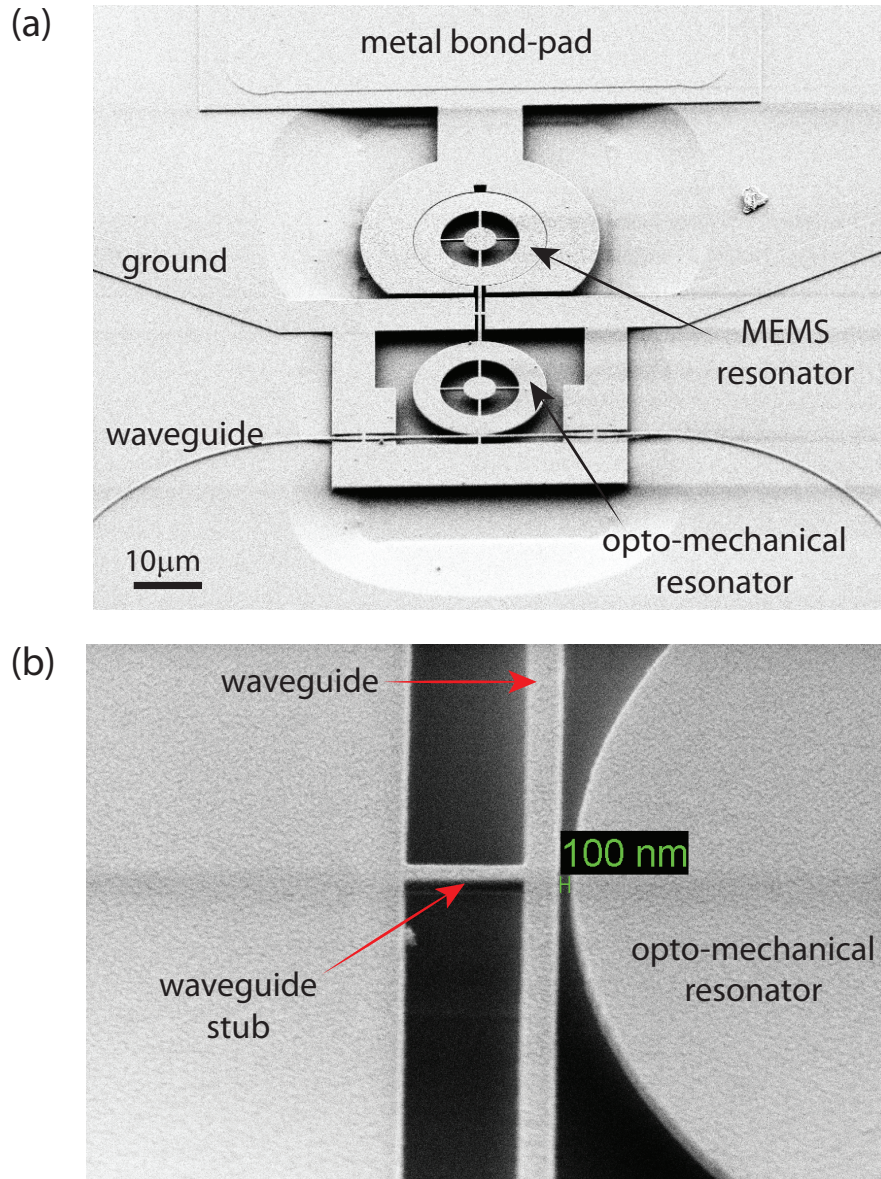 (a)
metal bond-pad
ground
MEMS
resonator
waveguide
opto-mechanical
resonator
10μm
(b)
waveguide
100 nm
opto-mechanical
resonator
waveguide
stub